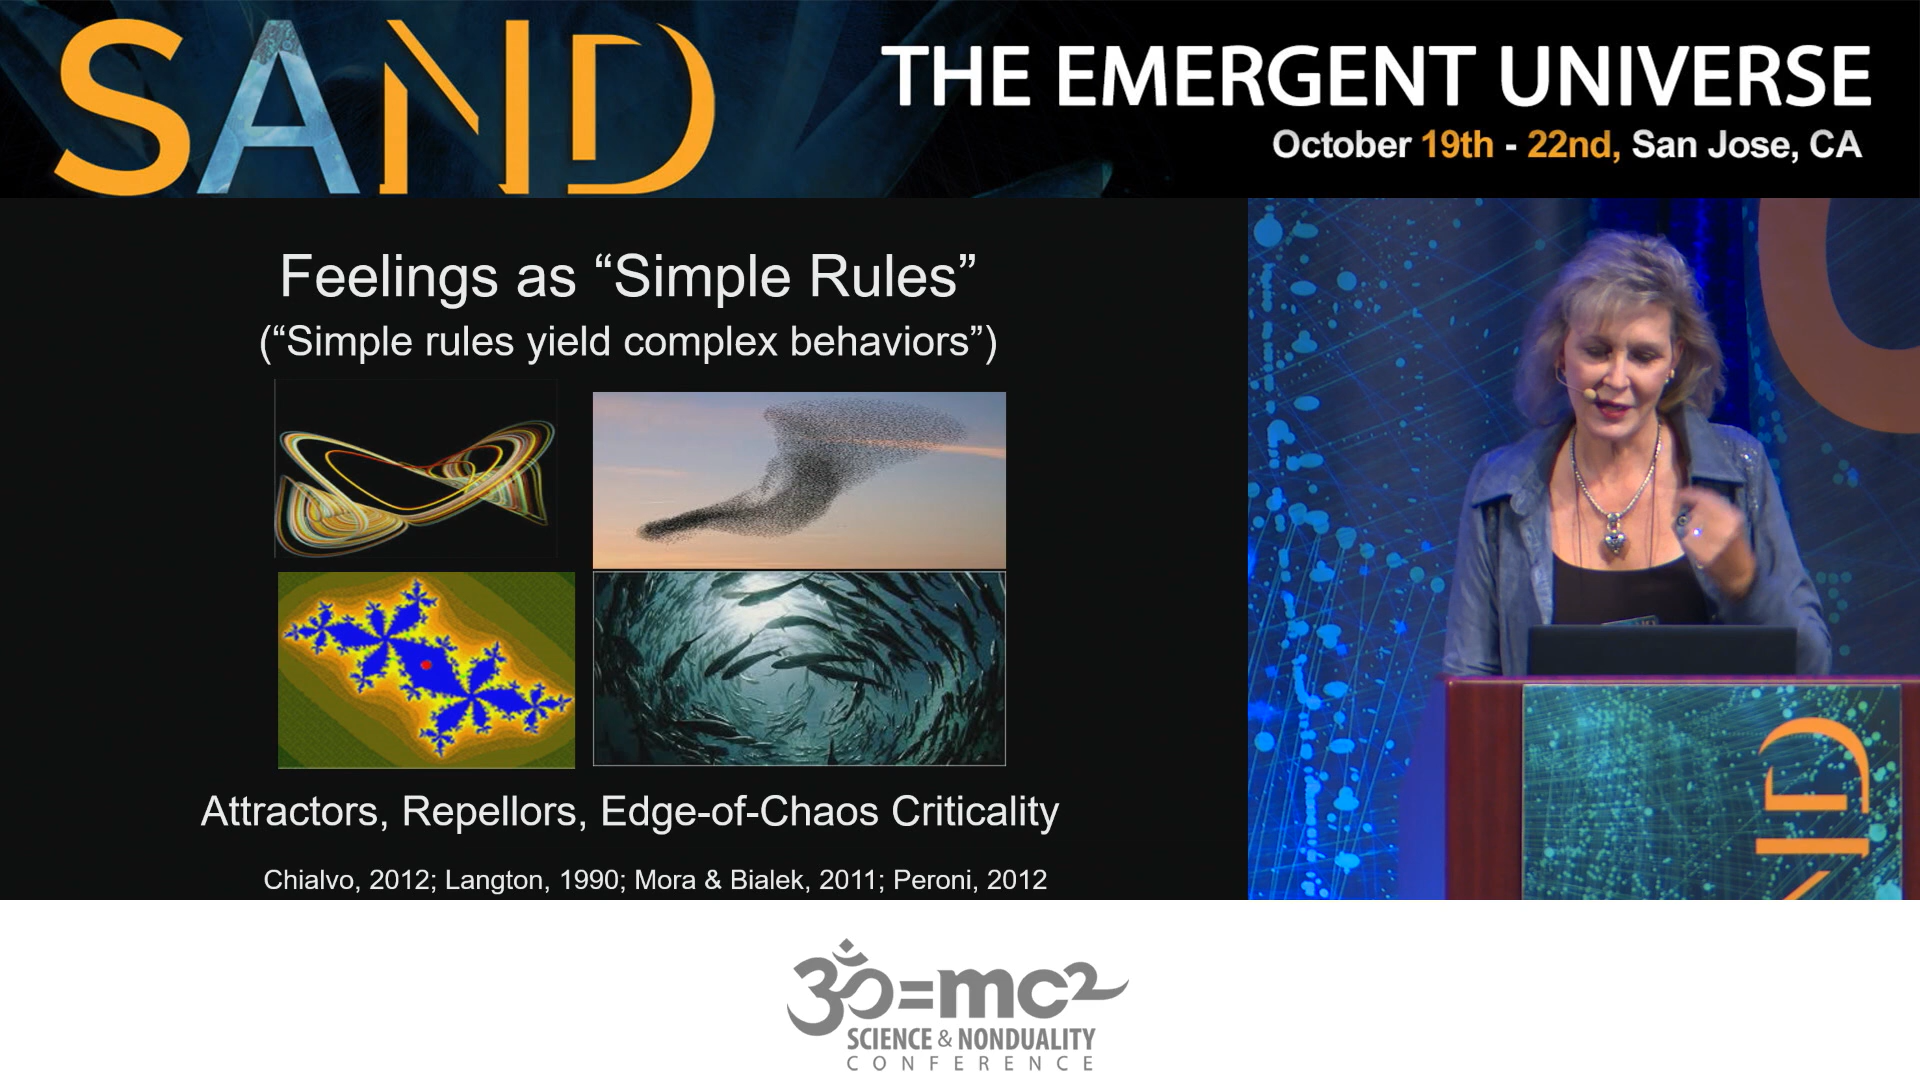 SAND
THE EMERGENT UNIVERSE
October 19th - 22nd, San Jose, CA
Feelings as “Simple Rules”
(“Simple rules yield complex behaviors”)
Attractors, Repellors, Edge-of-Chaos Criticality
Chialvo, 2012; Langton, 1990; Mora & Bialek, 2011; Peroni, 2012
ND
ॐ=mc2
SCIENCE & NONDUALITY
CONFERENCE